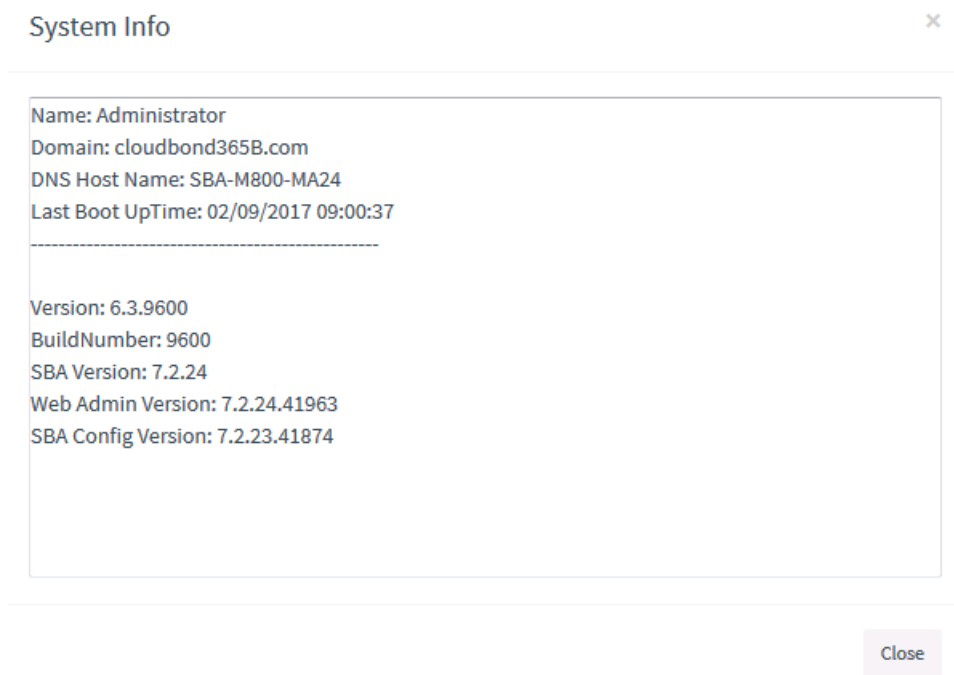 System Info
×
Name: Administrator
Domain: cloudbond365B.com
DNS Host Name: SBA-M800-MA24
Last Boot UpTime: 02/09/2017 09:00:37
--------------------------------------------------
Version: 6.3.9600
BuildNumber: 9600
SBA Version: 7.2.24
Web Admin Version: 7.2.24.41963
SBA Config Version: 7.2.23.41874
Close